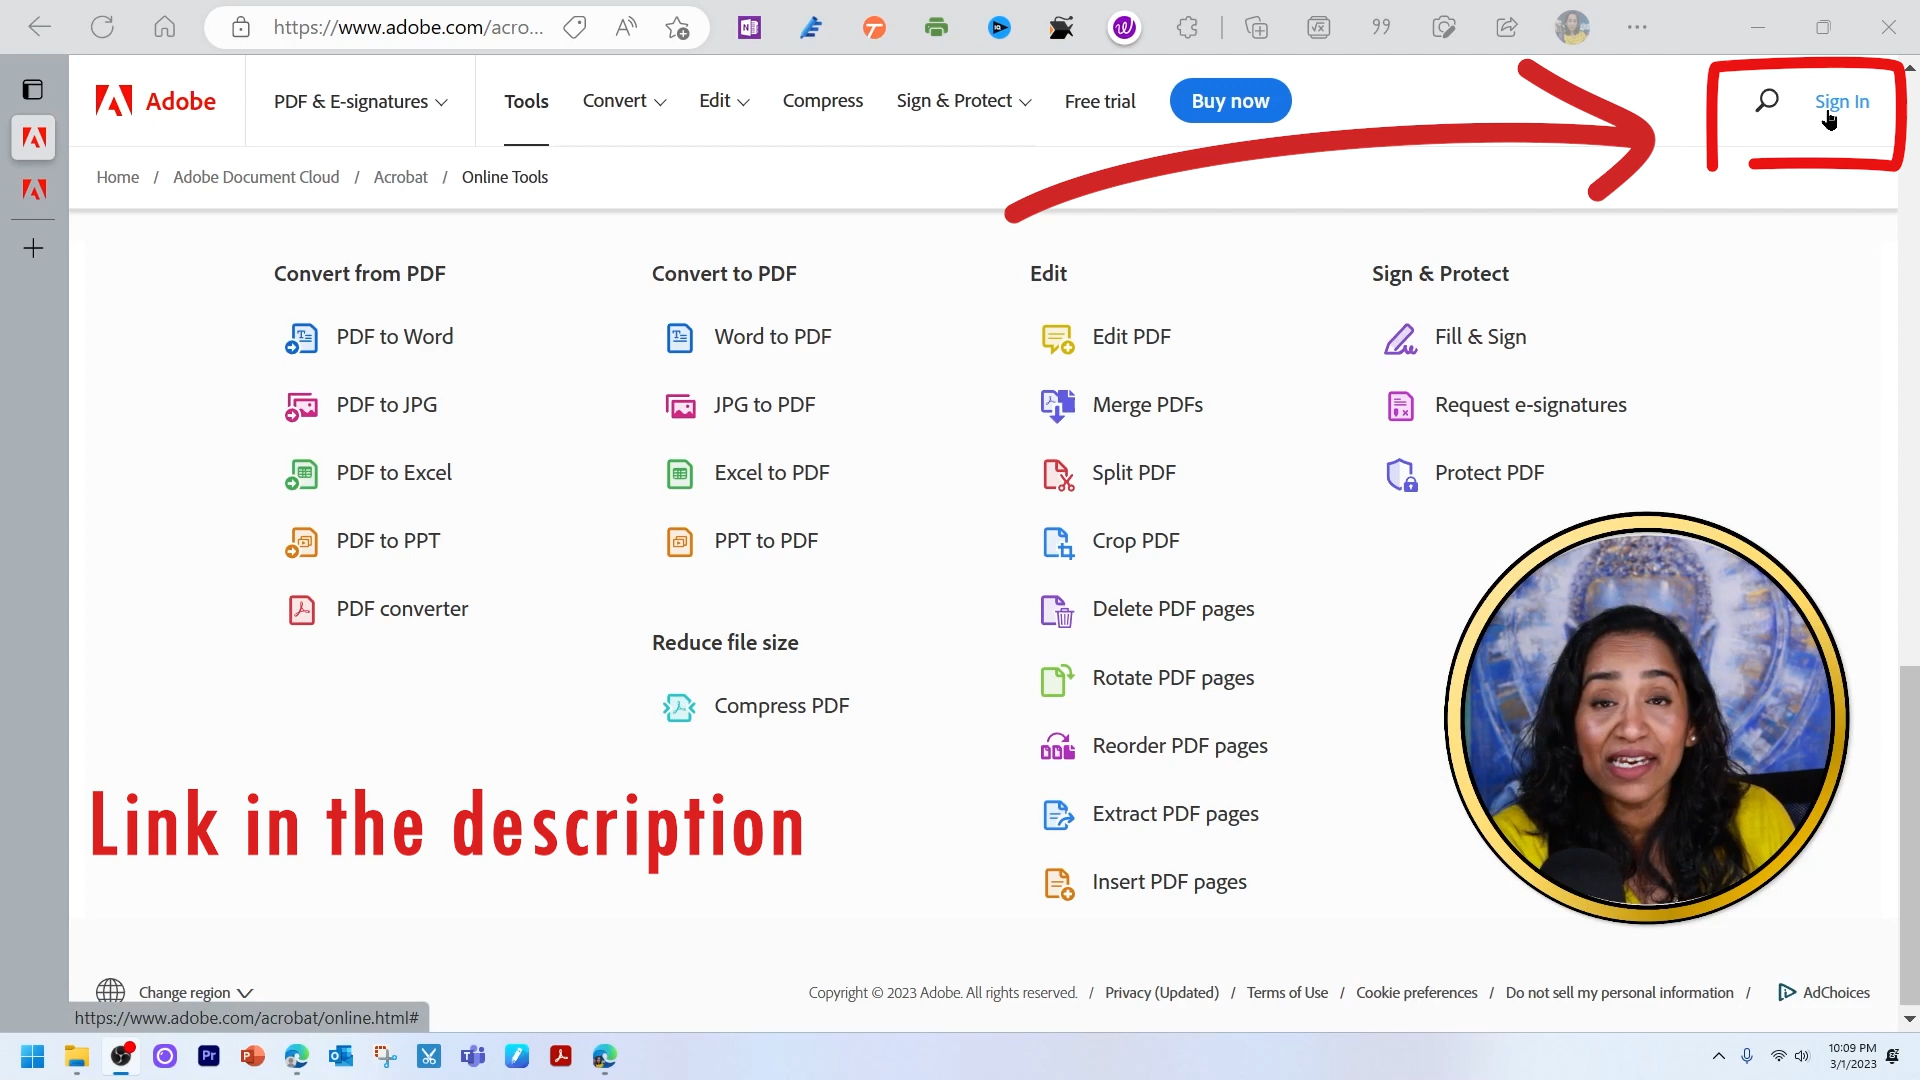 https://www.adobe.com/acro...
Adobe
PDF & E-signatures
Tools
Convert
Edit
Compress
Sign & Protect
Free trial
Buy now
Sign In
Home / Adobe Document Cloud / Acrobat / Online Tools
Convert from PDF
PDF to Word
PDF to JPG
PDF to Excel
PDF to PPT
PDF converter
Convert to PDF
Word to PDF
JPG to PDF
Excel to PDF
PPT to PDF
Reduce file size
Compress PDF
Edit
Edit PDF
Merge PDFs
Split PDF
Crop PDF
Delete PDF pages
Rotate PDF pages
Reorder PDF pages
Extract PDF pages
Insert PDF pages
Sign & Protect
Fill & Sign
Request e-signatures
Protect PDF
Link in the description
Change region
Copyright © 2023 Adobe. All rights reserved. / Privacy (Updated) / Terms of Use / Cookie preferences / Do not sell my personal information / AdChoices
https://www.adobe.com/acrobat/online.html#
Pr
10:09 PM
3/1/2023